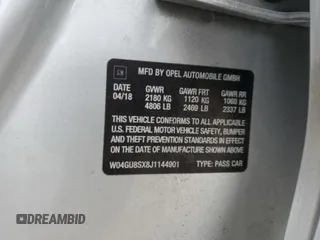 GM MFD BY OPEL AUTOMOBILE GMBH
DATE GVWR GAWR FRT GAWR RR
04/18 2180 KG 1120 KG 1060 KG
4806 LB 2469 LB 2337 LB
THIS VEHICLE CONFORMS TO ALL APPLICABLE
U.S. FEDERAL MOTOR VEHICLE SAFETY, BUMPER
AND THEFT PREVENTION STANDARDS IN EFFECT
ON THE DATE OF MANUFACTURE SHOWN ABOVE.
W04GU8SX8J1144901 TYPE: PASS CAR
DREAMBID.COM